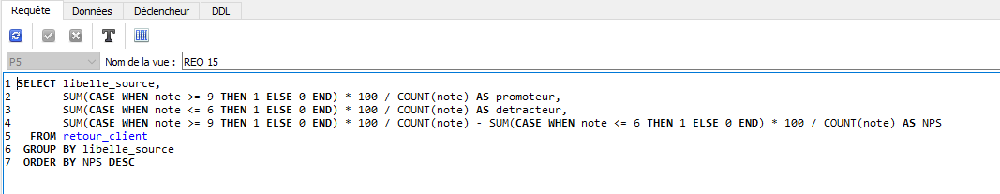 Requête Données Déclencheur DDL
T
P5 Nom de la vue : REQ 15
1 SELECT libelle_source,
2 SUM(CASE WHEN note >= 9 THEN 1 ELSE 0 END) * 100 / COUNT(note) AS promoteur,
3 SUM(CASE WHEN note <= 6 THEN 1 ELSE 0 END) * 100 / COUNT(note) AS detracteur,
4 SUM(CASE WHEN note >= 9 THEN 1 ELSE 0 END) * 100 / COUNT(note) - SUM(CASE WHEN note <= 6 THEN 1 ELSE 0 END) * 100 / COUNT(note) AS NPS
5 FROM retour_client
6 GROUP BY libelle_source
7 ORDER BY NPS DESC